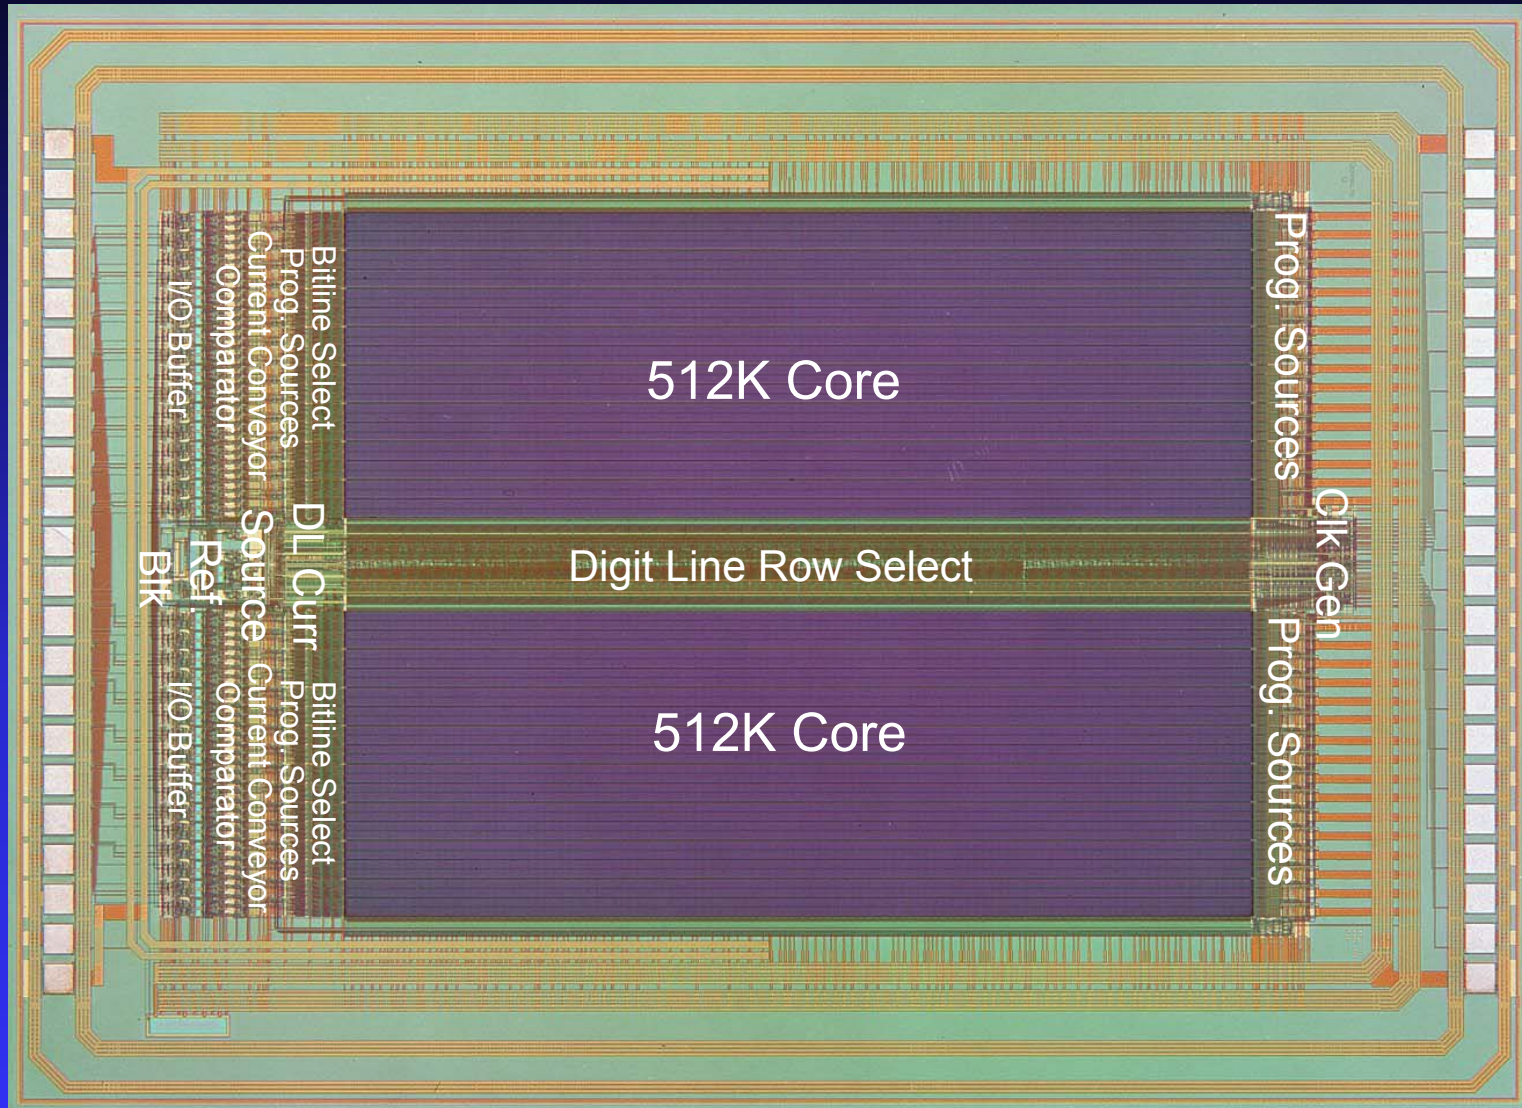 Bitline Select
Prog. Sources
Current Conveyor
Comparator
I/O Buffer
512K Core
Prog. Sources
DL Curr
Source
Ref.
Blk
Digit Line Row Select
Clk Gen
Bitline Select
Prog. Sources
Current Conveyor
Comparator
I/O Buffer
512K Core
Prog. Sources